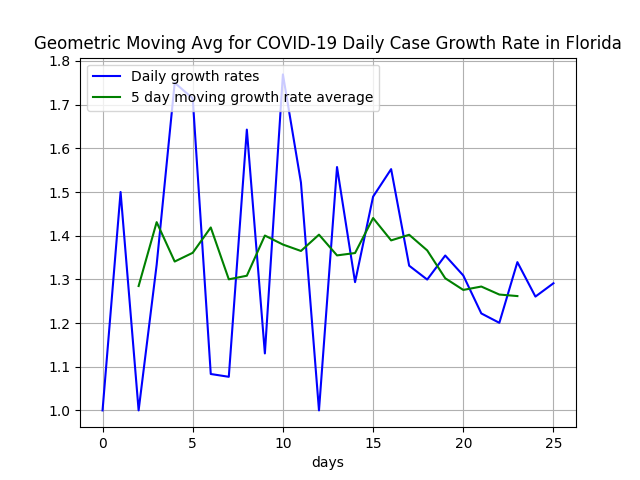 Geometric Moving Avg for COVID-19 Daily Case Growth Rate in Florida
Daily growth rates
5 day moving growth rate average
1.8
1.7
1.6
1.5
1.4
1.3
1.2
1.1
1.0
0 5 10 15 20 25
days